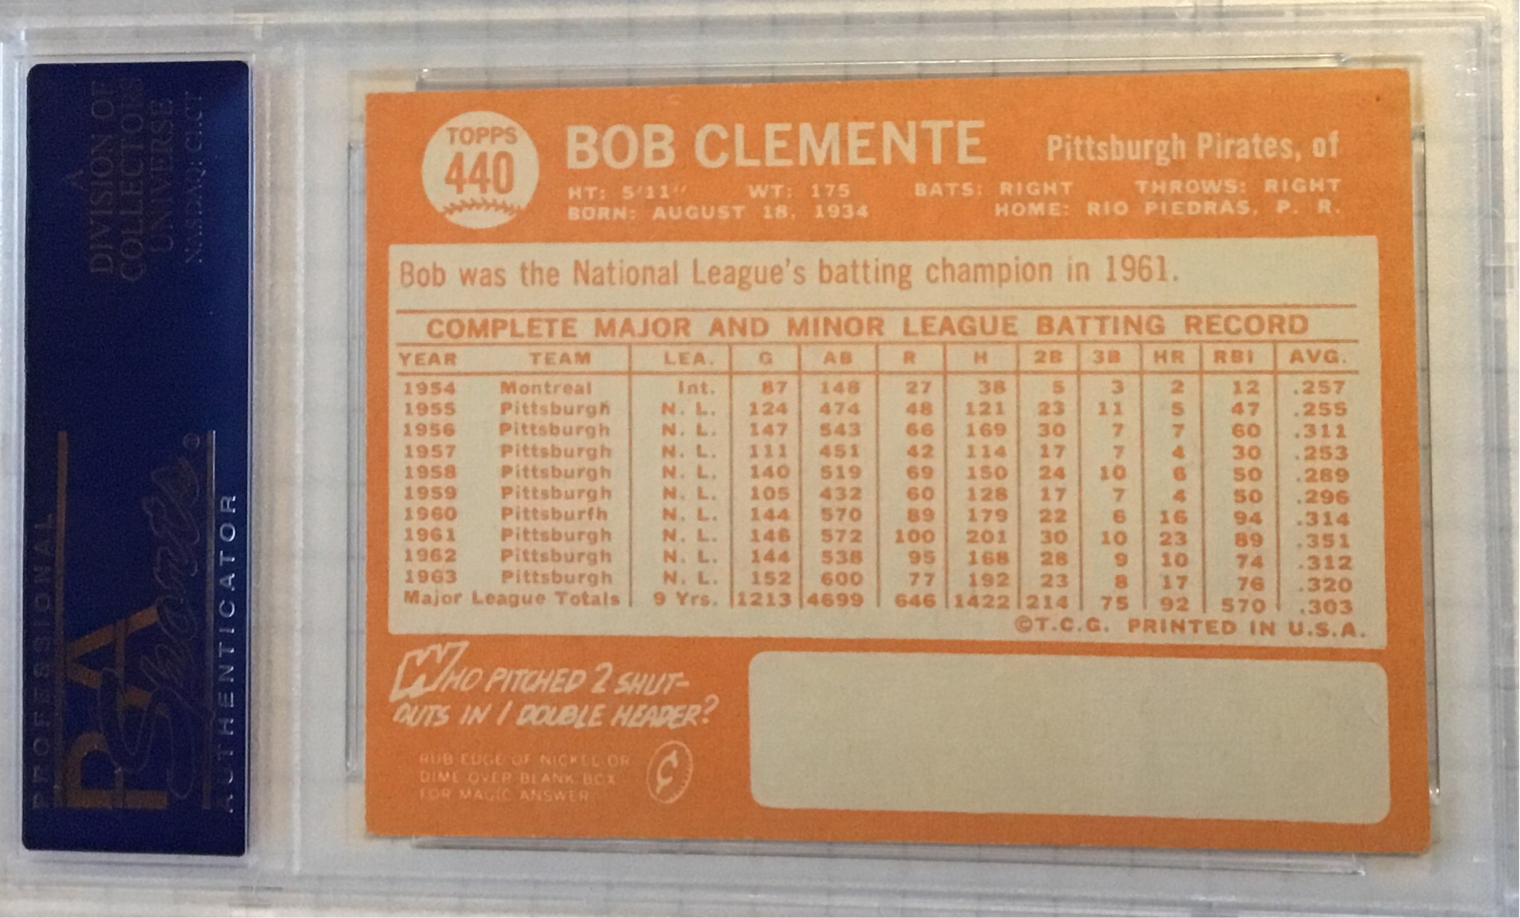 A
DIVISION OF
COLLECTORS
UNIVERSE
NASDAQ: CLCT
PROFESSIONAL
PSA
Sports®
AUTHENTICATOR
TOPPS
440
BOB CLEMENTE
Pittsburgh Pirates, of
HT: 5'11" WT: 175 BATS: RIGHT THROWS: RIGHT
BORN: AUGUST 18, 1934 HOME: RIO PIEDRAS, P. R.
Bob was the National League's batting champion in 1961.
COMPLETE MAJOR AND MINOR LEAGUE BATTING RECORD
YEAR TEAM LEA. G AB R H 2B 3B HR RBI AVG.
1954 Montreal Int. 87 148 27 38 5 3 2 12 .257
1955 Pittsburgh N. L. 124 474 48 121 23 11 5 47 .255
1956 Pittsburgh N. L. 147 543 66 169 30 7 7 60 .311
1957 Pittsburgh N. L. 111 451 42 114 17 7 4 30 .253
1958 Pittsburgh N. L. 140 519 69 150 24 10 6 50 .289
1959 Pittsburgh N. L. 105 432 60 128 17 7 4 50 .296
1960 Pittsburfh N. L. 144 570 89 179 22 6 16 94 .314
1961 Pittsburgh N. L. 146 572 100 201 30 10 23 89 .351
1962 Pittsburgh N. L. 144 538 95 168 28 9 10 74 .312
1963 Pittsburgh N. L. 152 600 77 192 23 8 17 76 .320
Major League Totals 9 Yrs. 1213 4699 646 1422 214 75 92 570 .303
©T.C.G. PRINTED IN U.S.A.
WHO PITCHED 2 SHUT-
OUTS IN 1 DOUBLE HEADER?
RUB EDGE OF NICKEL OR
DIME OVER BLANK BOX
FOR MAGIC ANSWER
¢